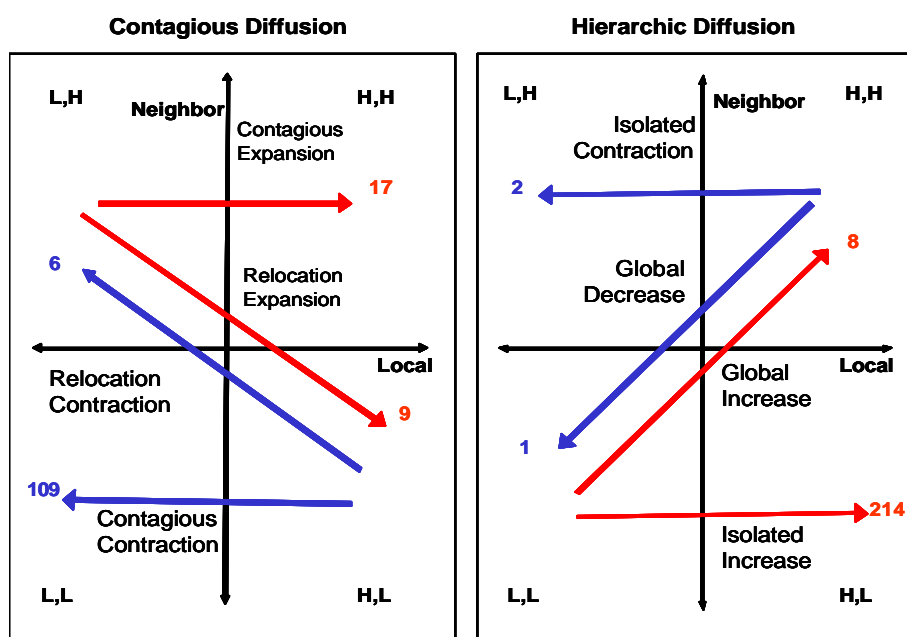 Contagious Diffusion
L,H
Neighbor
H,H
Contagious
Expansion
17
6
Relocation
Expansion
Local
Relocation
Contraction
9
109
Contagious
Contraction
L,L
H,L
Hierarchic Diffusion
L,H
Neighbor
H,H
Isolated
Contraction
2
8
Global
Decrease
Local
Global
Increase
1
214
Isolated
Increase
L,L
H,L